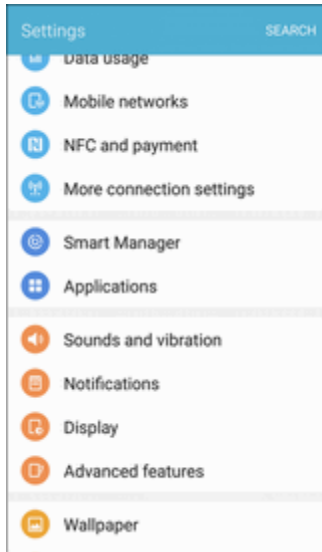 Settings SEARCH
Data usage
Mobile networks
NFC and payment
More connection settings
Smart Manager
Applications
Sounds and vibration
Notifications
Display
Advanced features
Wallpaper